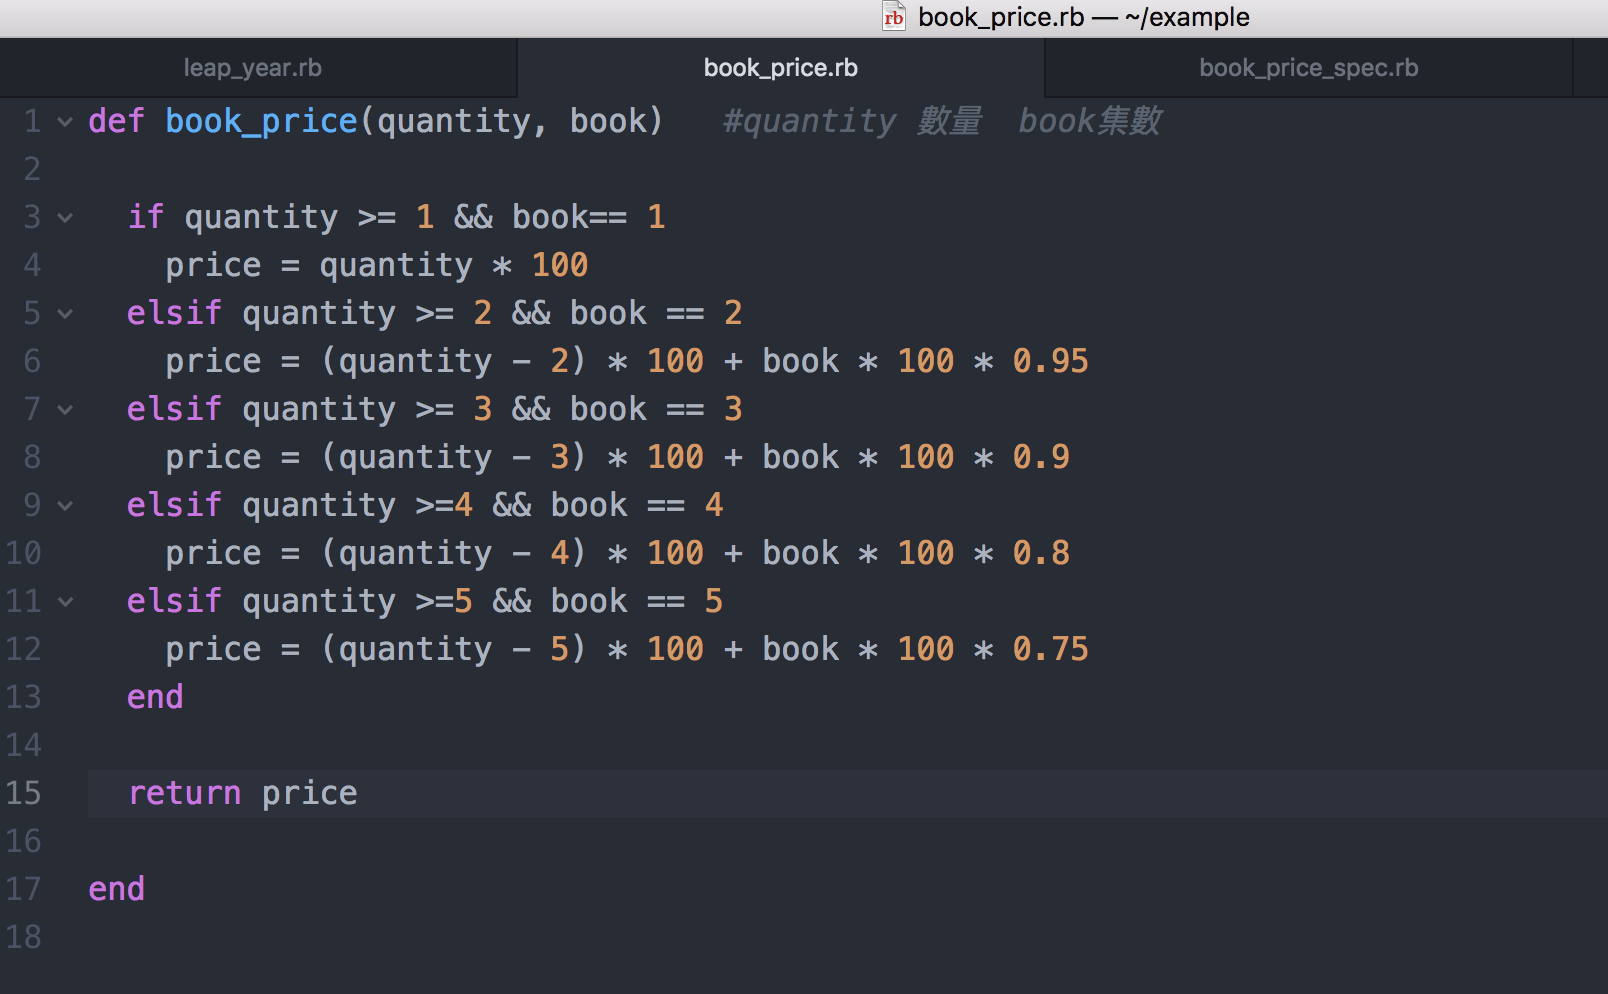 book_price.rb — ~/example
leap_year.rb
book_price.rb
book_price_spec.rb
1 def book_price(quantity, book)   #quantity 數量  book集數
2
3   if quantity >= 1 && book== 1
4     price = quantity * 100
5   elsif quantity >= 2 && book == 2
6     price = (quantity - 2) * 100 + book * 100 * 0.95
7   elsif quantity >= 3 && book == 3
8     price = (quantity - 3) * 100 + book * 100 * 0.9
9   elsif quantity >=4 && book == 4
10     price = (quantity - 4) * 100 + book * 100 * 0.8
11   elsif quantity >=5 && book == 5
12     price = (quantity - 5) * 100 + book * 100 * 0.75
13   end
14
15   return price
16
17 end
18